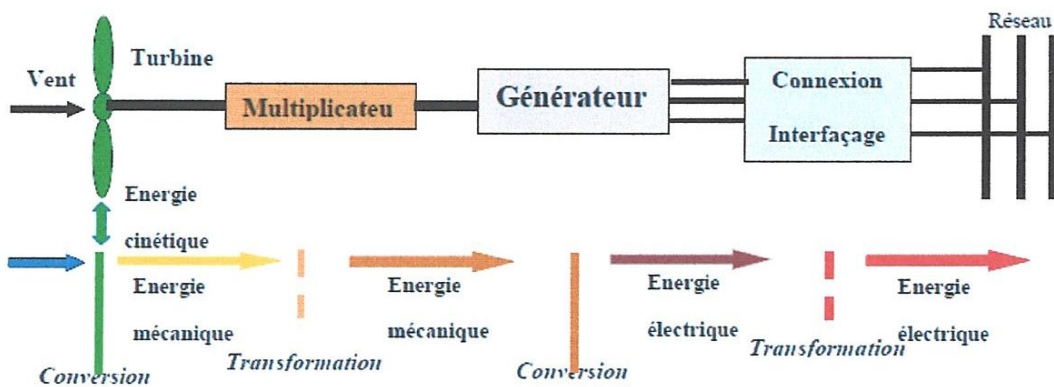 Réseau
Turbine
Vent
Multiplicateu
Générateur
Connexion
Interfaçage
Energie
cinétique
Energie
mécanique
Energie
mécanique
Energie
électrique
Energie
électrique
Conversion
Transformation
Conversion
Transformation